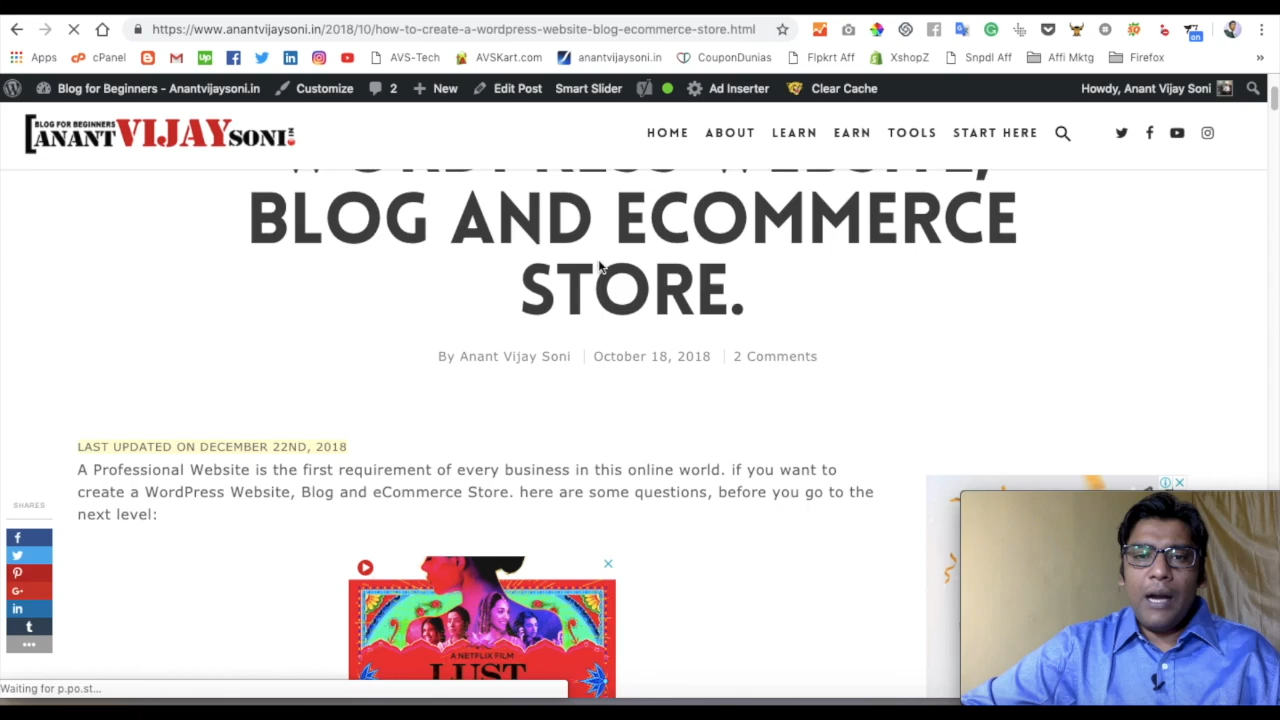 https://www.anantvijaysoni.in/2018/10/how-to-create-a-wordpress-website-blog-ecommerce-store.html
on
Apps cPanel AVS-Tech AVSKart.com anantvijaysoni.in CouponDunias Flpkrt Aff XshopZ Snpdl Aff Affi Mktg Firefox »
Blog for Beginners - Anantvijaysoni.in Customize 2 New Edit Post Smart Slider Ad Inserter Clear Cache Howdy, Anant Vijay Soni
BLOG FOR BEGINNERS
ANANTVIJAYSONI.IN
HOME ABOUT LEARN EARN TOOLS START HERE
WORDPRESS WEBSITE,
BLOG AND ECOMMERCE
STORE.
By Anant Vijay Soni October 18, 2018 2 Comments
LAST UPDATED ON DECEMBER 22ND, 2018
A Professional Website is the first requirement of every business in this online world. if you want to
create a WordPress Website, Blog and eCommerce Store. here are some questions, before you go to the
next level:
SHARES
A NETFLIX FILM
LUST
Waiting for p.po.st...